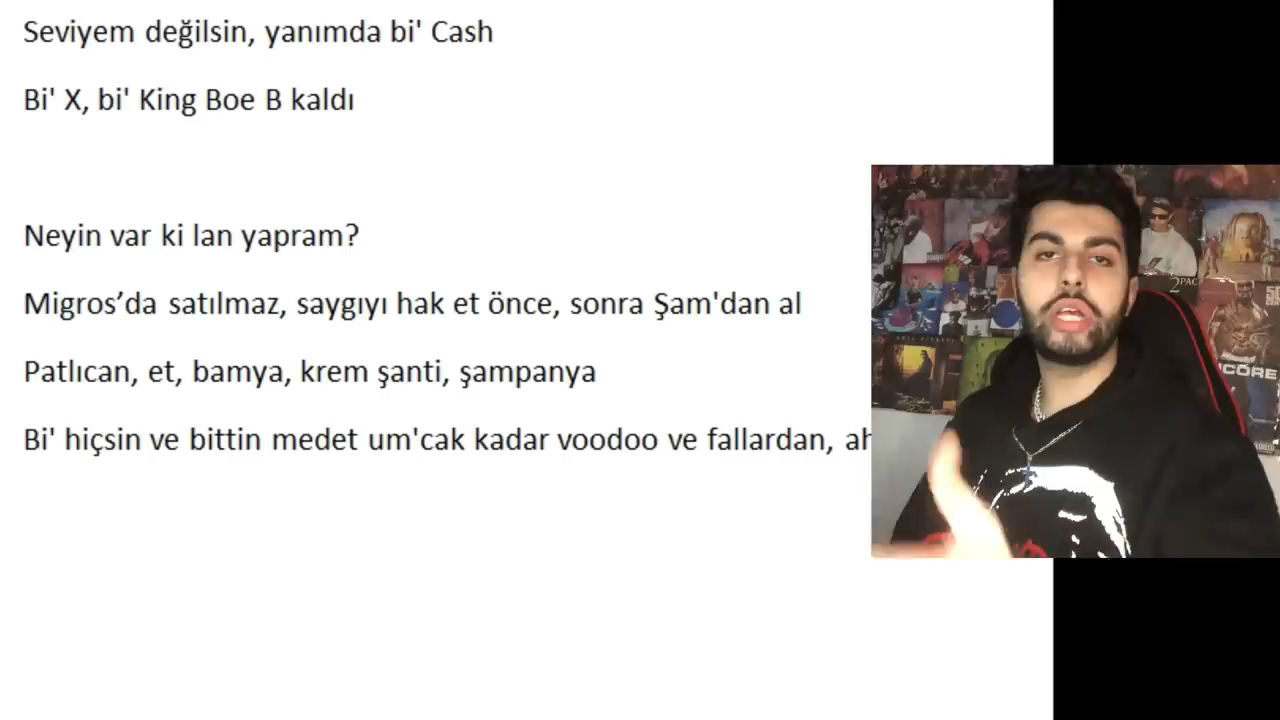 Seviyem değilsin, yanımda bi' Cash
Bi' X, bi' King Boe B kaldı
Neyin var ki lan yapram?
Migros’da satılmaz, saygıyı hak et önce, sonra Şam'dan al
Patlıcan, et, bamya, krem şanti, şampanya
Bi' hiçsin ve bittin medet um'cak kadar voodoo ve fallardan,
2PAC